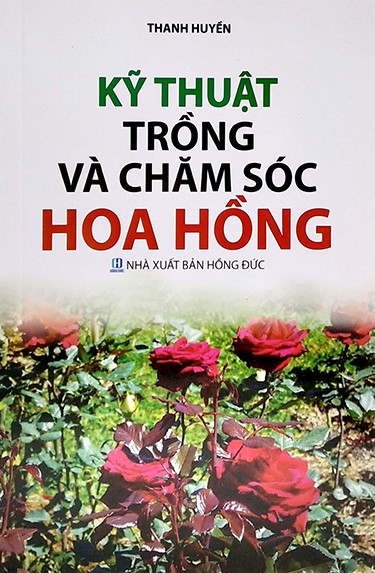 THANH HUYỀN
KỸ THUẬT
TRỒNG
VÀ CHĂM SÓC
HOA HỒNG
NHÀ XUẤT BẢN HỒNG ĐỨC